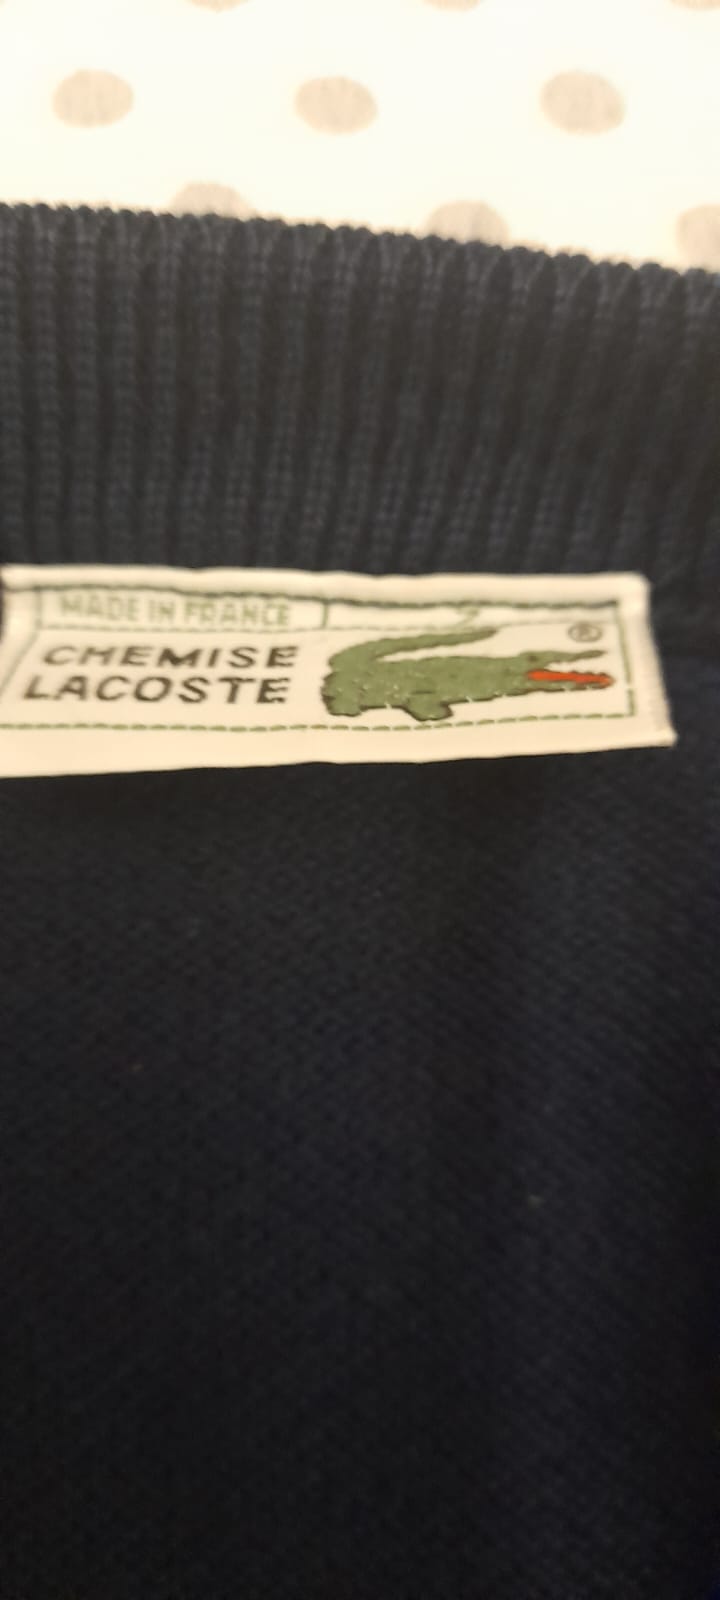 MADE IN FRANCE
CHEMISE
LACOSTE
®